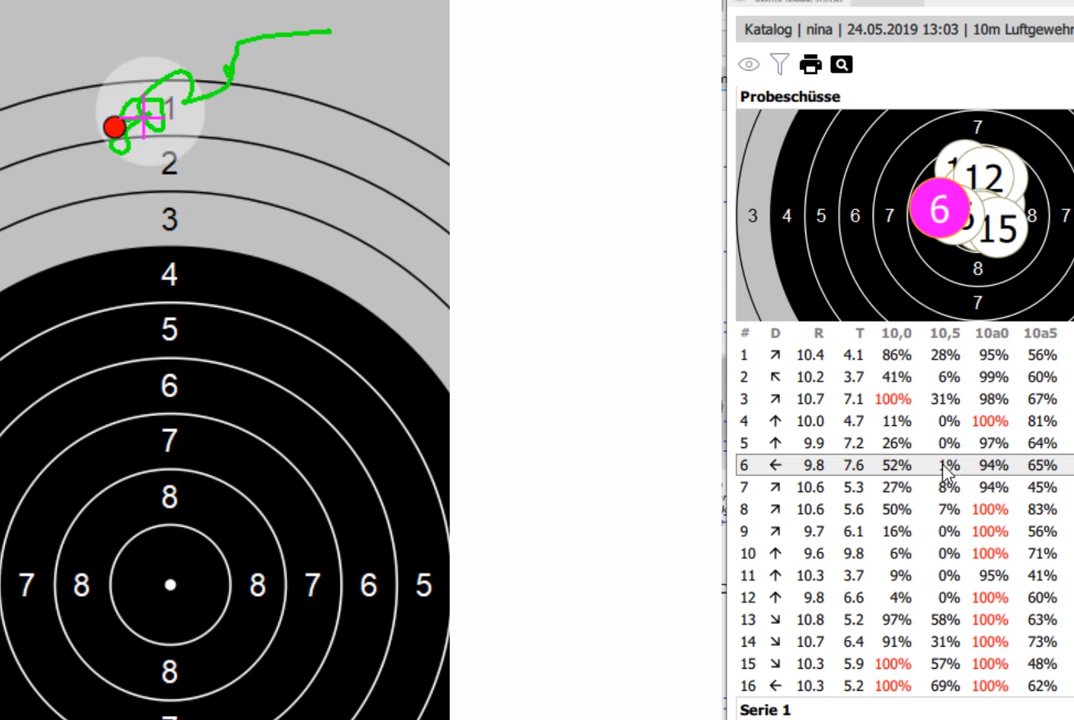 1
2
3
4
5
6
7
8
7 8 8 7 6 5
8
Katalog | nina | 24.05.2019 13:03 | 10m Luftgewehr
Probeschüsse
7
12
3 4 5 6 7 6 15 8 7
8
7
# D R T 10,0 10,5 10a0 10a5
1 ↗ 10.4 4.1 86% 28% 95% 56%
2 ↖ 10.2 3.7 41% 6% 99% 60%
3 ↗ 10.7 7.1 100% 31% 98% 67%
4 ↑ 10.0 4.7 11% 0% 100% 81%
5 ↑ 9.9 7.2 26% 0% 97% 64%
6 ← 9.8 7.6 52% 1% 94% 65%
7 ↗ 10.6 5.3 27% 8% 94% 45%
8 ↗ 10.6 5.6 50% 7% 100% 83%
9 ↗ 9.7 6.1 16% 0% 100% 56%
10 ↑ 9.6 9.8 6% 0% 100% 71%
11 ↑ 10.3 3.7 9% 0% 95% 41%
12 ↑ 9.8 6.6 4% 0% 100% 60%
13 ↘ 10.8 5.2 97% 58% 100% 63%
14 ↘ 10.7 6.4 91% 31% 100% 73%
15 ↘ 10.3 5.9 100% 57% 100% 48%
16 ← 10.3 5.2 100% 69% 100% 62%
Serie 1